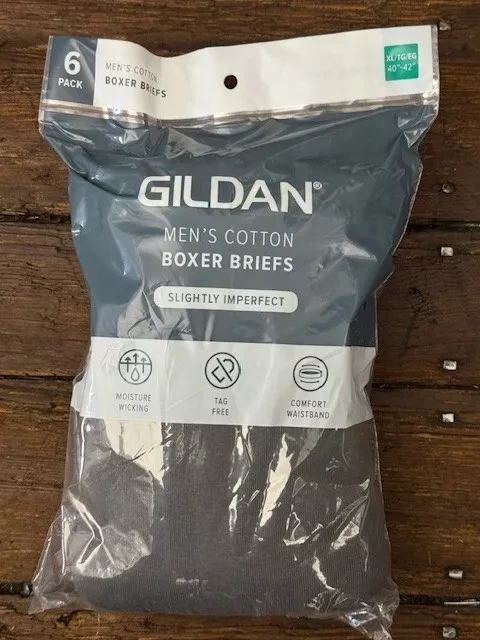 6
PACK
MEN'S COTTON
BOXER BRIEFS
XL/TG/EG
40"-42"
GILDAN®
MEN'S COTTON
BOXER BRIEFS
SLIGHTLY IMPERFECT
MOISTURE
WICKING
TAG
FREE
COMFORT
WAISTBAND